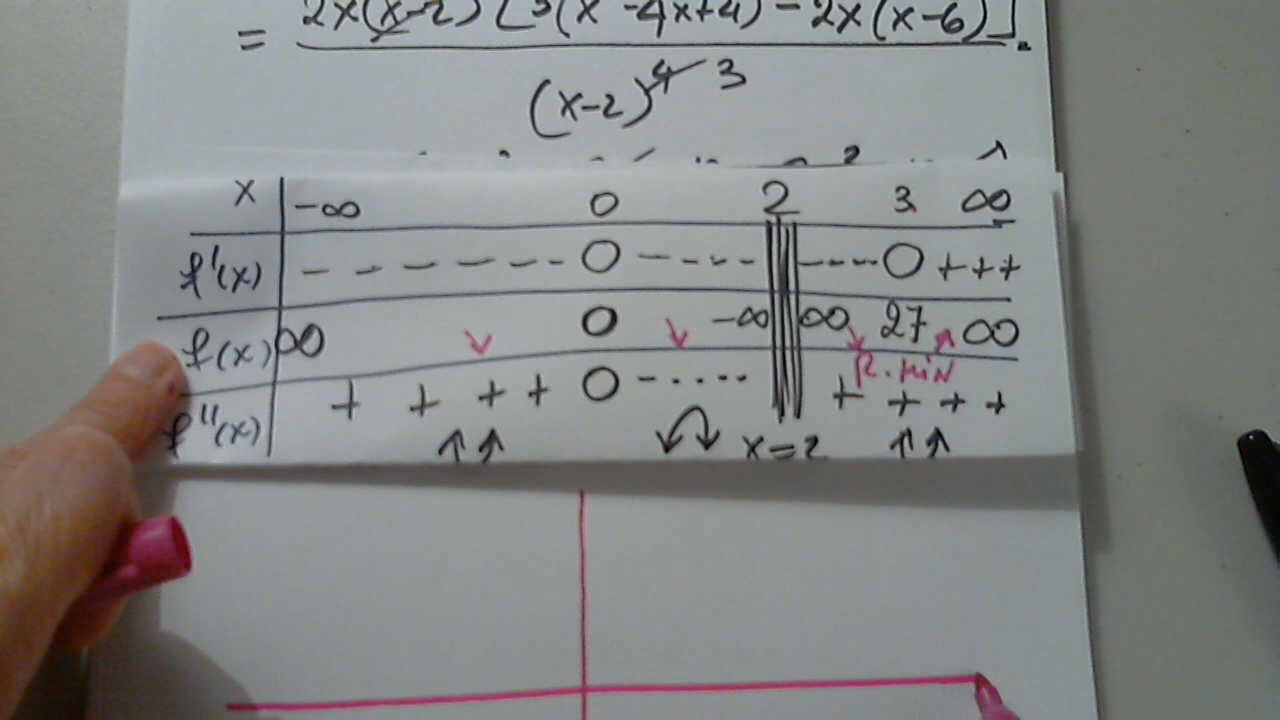 2x(x-2) [3(x -4x+4) - 2x(x-6)]
= (x-2)⁴ 3
x -∞ 0 2 3 ∞
f'(x) - - - - - - 0 - - - - - - - - 0 + + +
f(x) ∞ ↘ 0 ↘ -∞ ∞ ↘ 27 ↗ ∞
R. MIN
f''(x) + + + + 0 - . . . . + + + +
↑↑ x=2 ↑↑